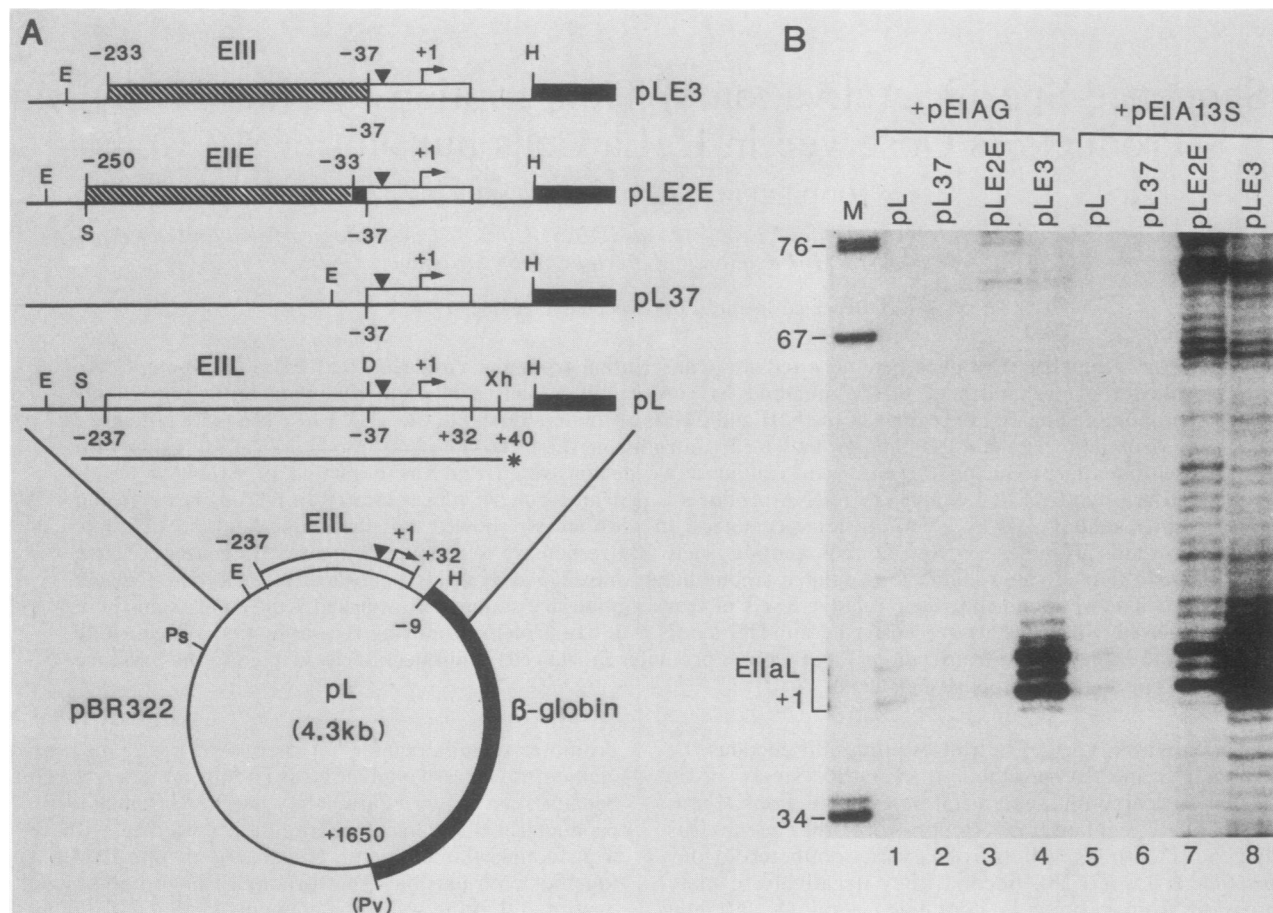 A
-233
EIII
-37
+1
H
E
pLE3
-37
-250
EIIE
-33
+1
H
E
pLE2E
S
-37
E
+1
H
pL37
-37
E
S
EIIL
D
+1
Xh
H
pL
-237
-37
+32
+40
*
EIIL
-237
+1
+32
E
H
-9
Ps
pL
(4.3kb)
pBR322
β-globin
+1650
(Pv)
B
+pEIAG
+pEIA13S
M
pL
pL37
pLE2E
pLE3
pL
pL37
pLE2E
pLE3
76
67
EIIaL
+1
34
1 2 3 4 5 6 7 8